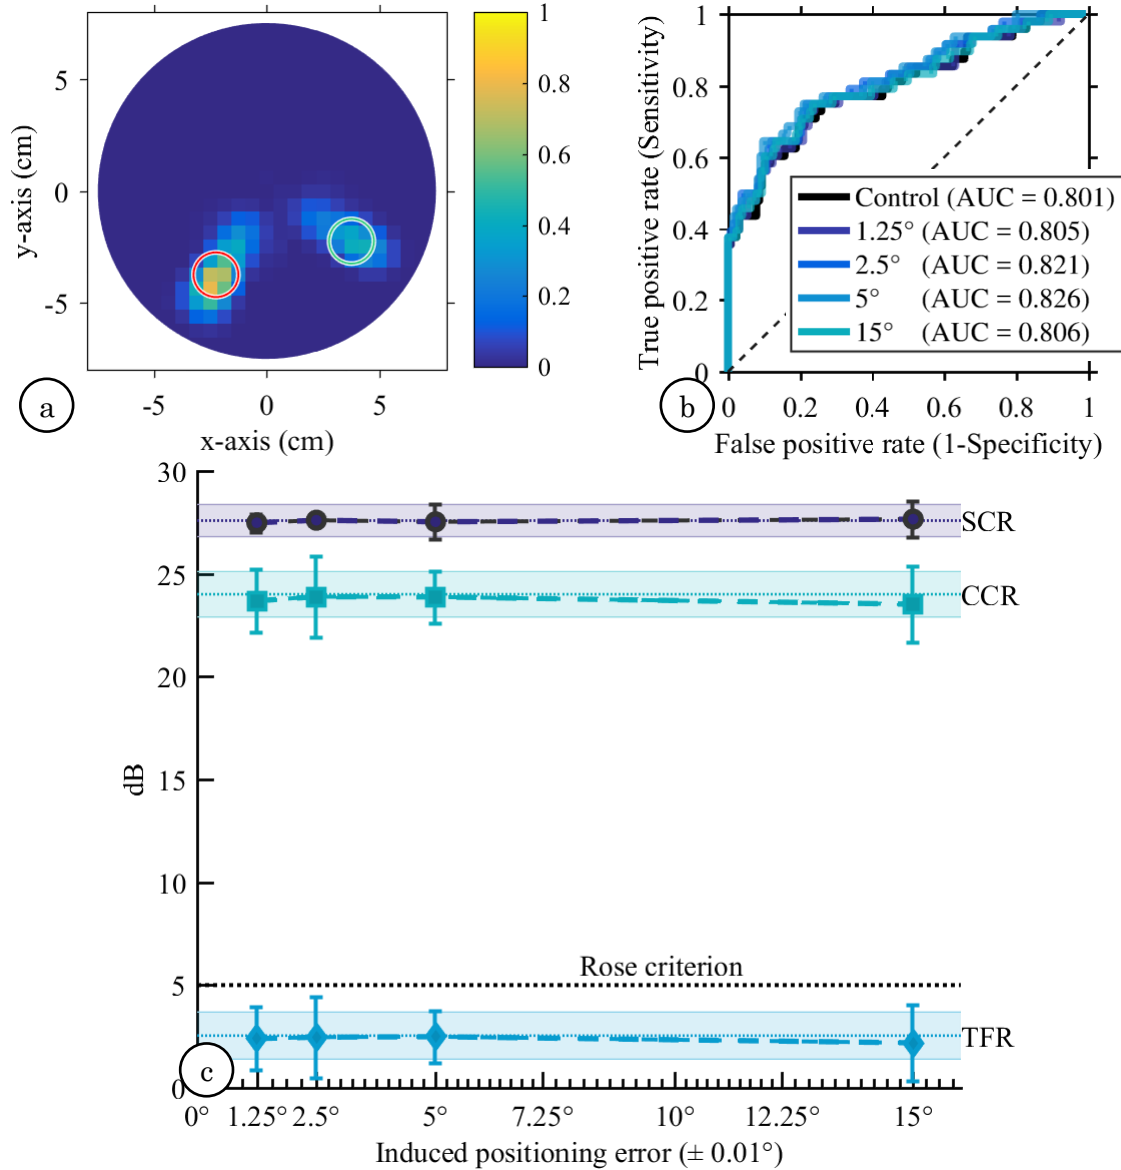 1
0.8
0.6
0.4
0.2
0
5
0
-5
y-axis (cm)
-5 0 5
x-axis (cm)
a
1
0.8
0.6
0.4
0.2
0
True positive rate (Sensitivity)
Control (AUC = 0.801)
1.25° (AUC = 0.805)
2.5° (AUC = 0.821)
5° (AUC = 0.826)
15° (AUC = 0.806)
0 0.2 0.4 0.6 0.8 1
False positive rate (1-Specificity)
b
30
25
20
15
10
5
0
dB
SCR
CCR
Rose criterion
TFR
c
0° 1.25° 2.5° 5° 7.25° 10° 12.25° 15°
Induced positioning error (± 0.01°)